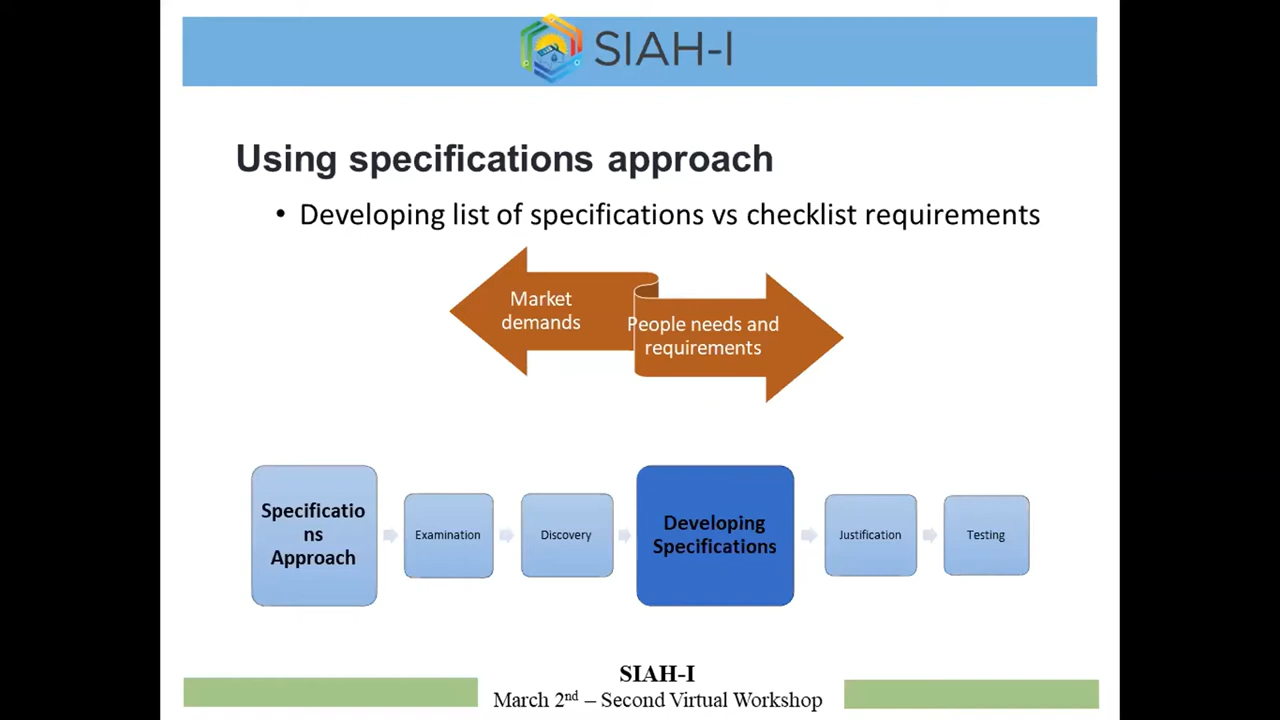 SIAH-I
Using specifications approach
• Developing list of specifications vs checklist requirements
Market
demands
People needs and
requirements
Specificatio
ns
Approach
Examination
Discovery
Developing
Specifications
Justification
Testing
SIAH-I
March 2nd – Second Virtual Workshop